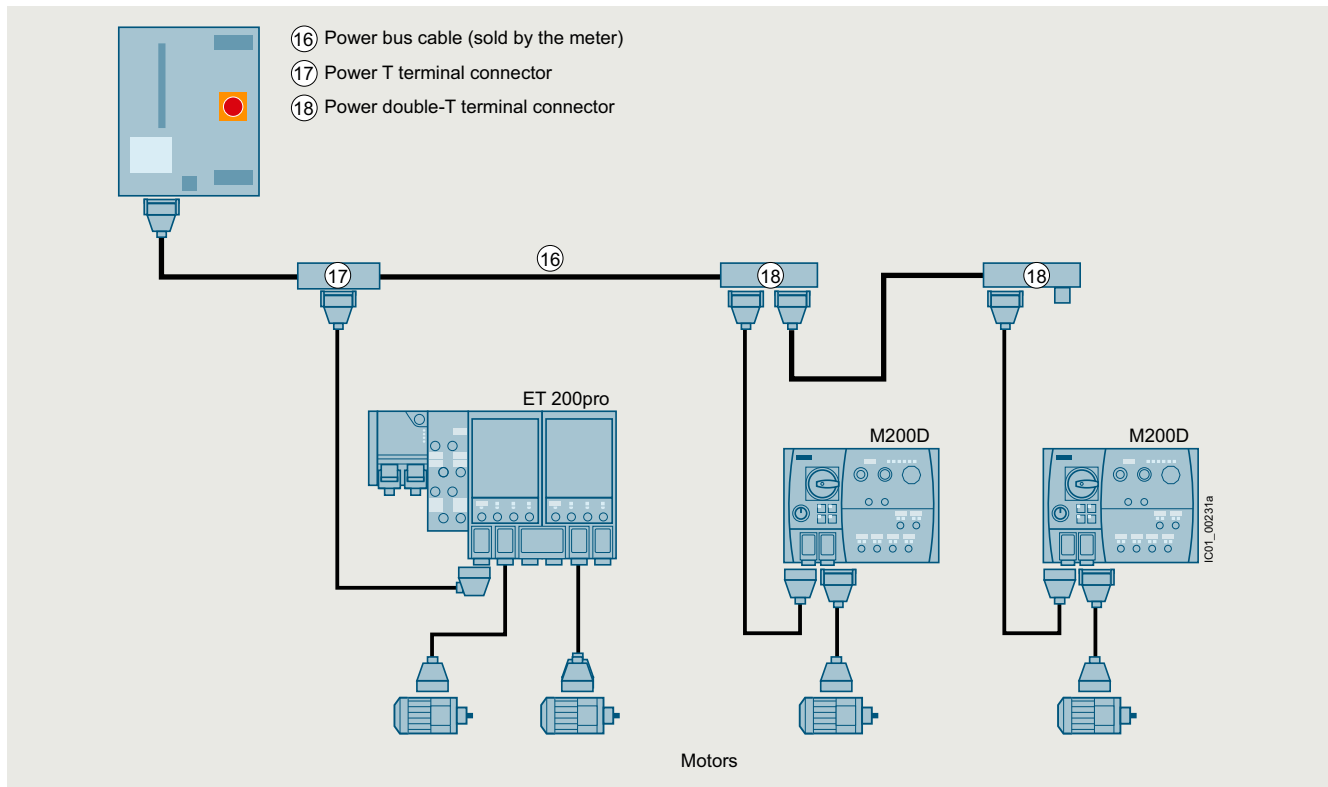 16 Power bus cable (sold by the meter)
17 Power T terminal connector
18 Power double-T terminal connector
16
17
18
18
ET 200pro
M200D
M200D
IC01_00231a
Motors